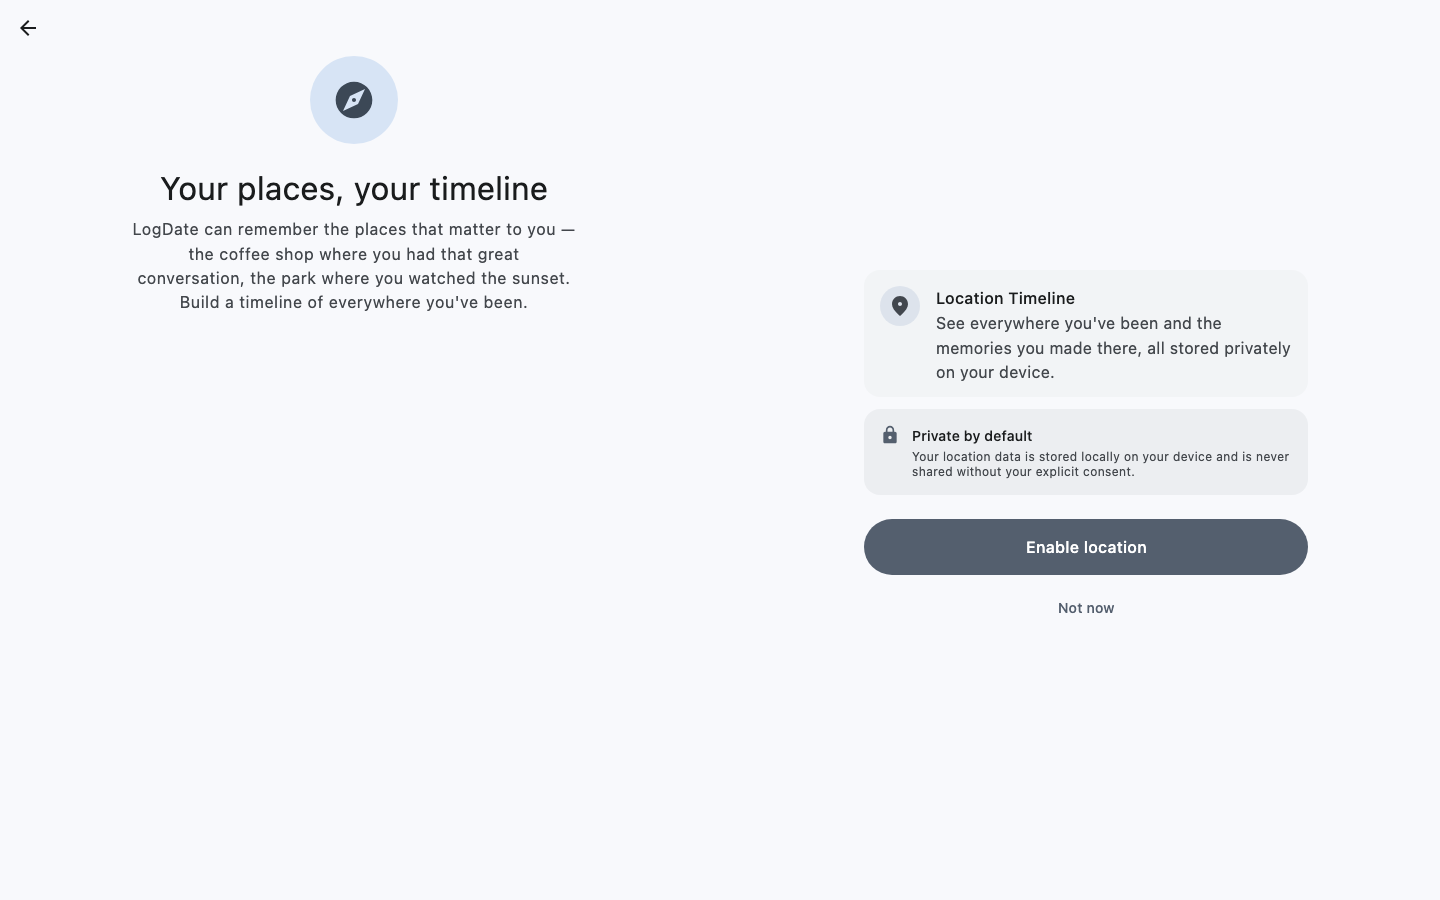 Your places, your timeline
LogDate can remember the places that matter to you —
the coffee shop where you had that great
conversation, the park where you watched the sunset.
Build a timeline of everywhere you've been.
Location Timeline
See everywhere you've been and the
memories you made there, all stored privately
on your device.
Private by default
Your location data is stored locally on your device and is never
shared without your explicit consent.
Enable location
Not now